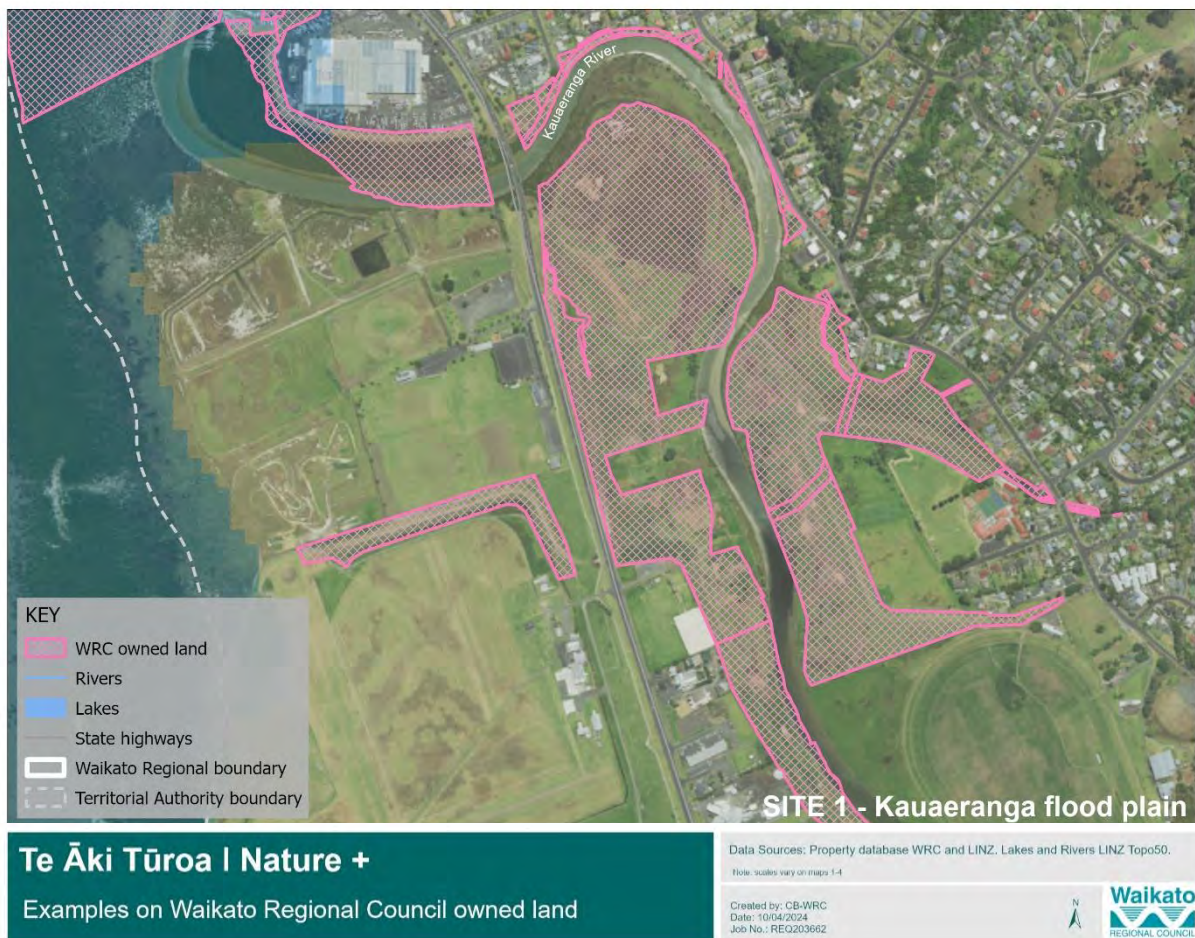 Kauaeranga River
KEY
WRC owned land
Rivers
Lakes
State highways
Waikato Regional boundary
Territorial Authority boundary
SITE 1 - Kauaeranga flood plain
Te Āki Tūroa I Nature +
Examples on Waikato Regional Council owned land
Data Sources: Property database WRC and LINZ. Lakes and Rivers LINZ Topo50.
Note: scales vary on maps 1-4
Created by: CB-WRC
Date: 10/04/2024
Job No.: REQ203662
N
Waikato
REGIONAL COUNCIL